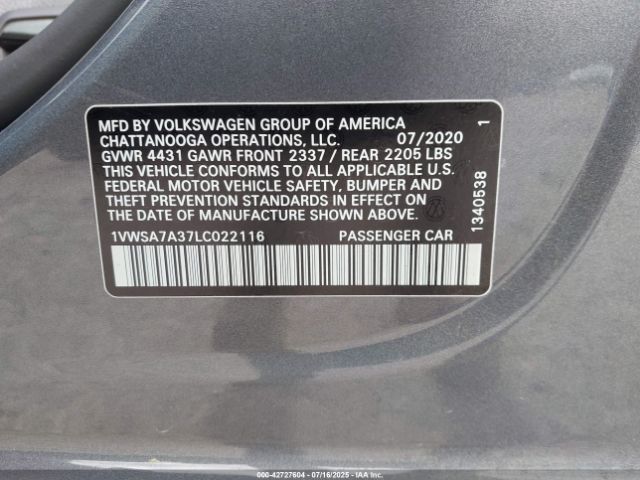 MFD BY VOLKSWAGEN GROUP OF AMERICA
CHATTANOOGA OPERATIONS, LLC. 07/2020
GVWR 4431 GAWR FRONT 2337 / REAR 2205 LBS
THIS VEHICLE CONFORMS TO ALL APPLICABLE U.S.
FEDERAL MOTOR VEHICLE SAFETY, BUMPER AND
THEFT PREVENTION STANDARDS IN EFFECT ON
THE DATE OF MANUFACTURE SHOWN ABOVE.
1VWSA7A37LC022116 PASSENGER CAR
1340538 1
000-42727604 | 07/16/2025 | Copyright © IAA, LLC